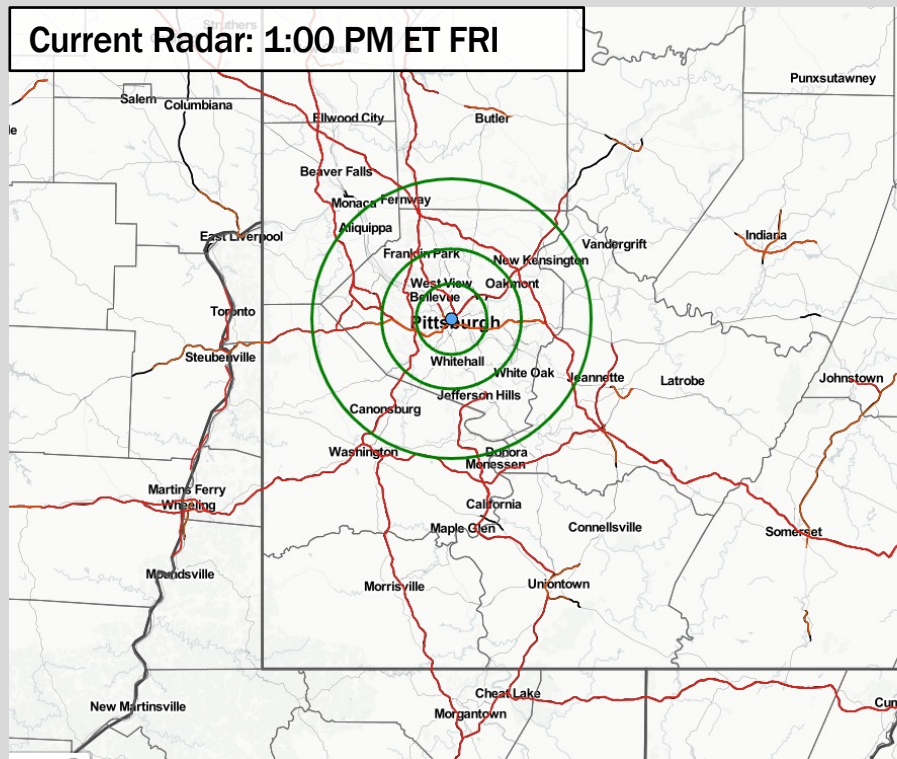 Current Radar: 1:00 PM ET FRI
Struthers
Punxsutawney
Salem
Columbiana
Ellwood City
Butler
le
Beaver Falls
Monaca
Fernway
Aliquippa
East Liverpool
Indiana
Vandergrift
Franklin Park
New Kensington
West View
Oakmont
Bellevue
Toronto
Pittsburgh
Steubenville
Whitehall
White Oak
Jeannette
Latrobe
Johnstown
Jefferson Hills
Canonsburg
Washington
Donora
Monessen
Martins Ferry
Wheeling
California
Maple Glen
Connellsville
Somerset
Moundsville
Morrisville
Uniontown
Cheat Lake
New Martinsville
Morgantown
Cum